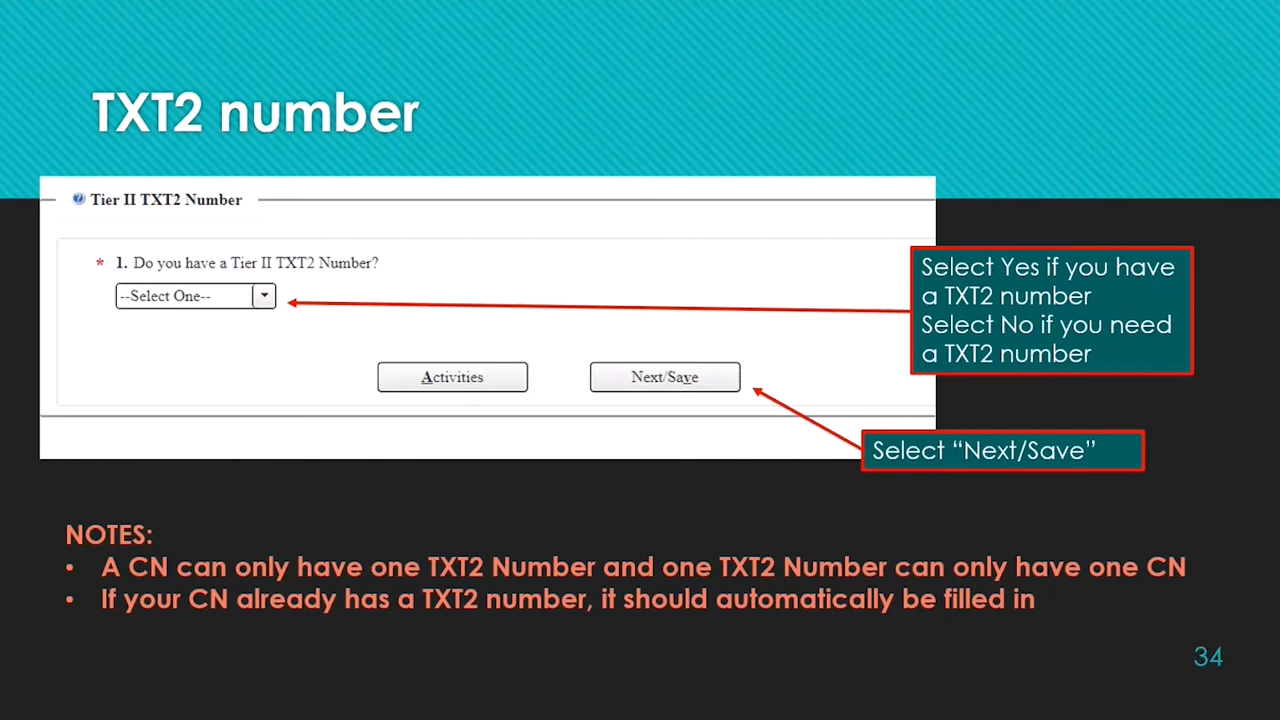 TXT2 number
Tier II TXT2 Number
* 1. Do you have a Tier II TXT2 Number?
--Select One--
Activities
Next/Save
Select Yes if you have
a TXT2 number
Select No if you need
a TXT2 number
Select “Next/Save”
NOTES:
• A CN can only have one TXT2 Number and one TXT2 Number can only have one CN
• If your CN already has a TXT2 number, it should automatically be filled in
34